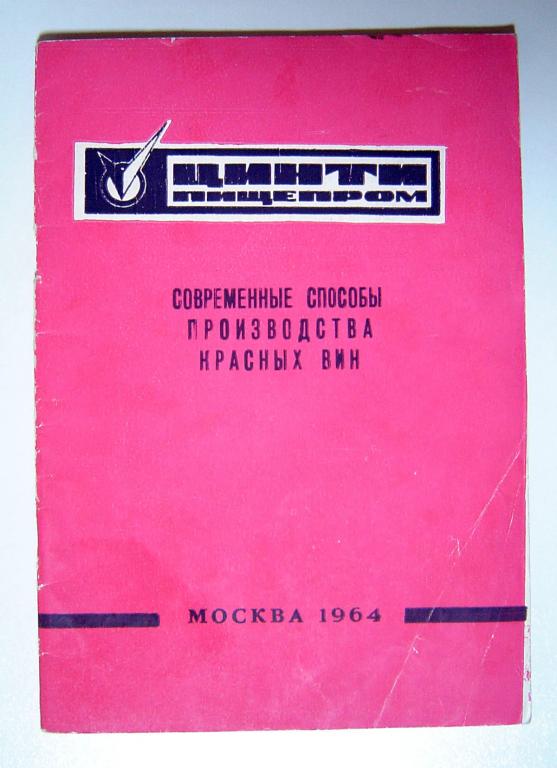 ЦИНТИ
ПИЩЕПРОМ
СОВРЕМЕННЫЕ СПОСОБЫ
ПРОИЗВОДСТВА
КРАСНЫХ ВИН
МОСКВА 1964